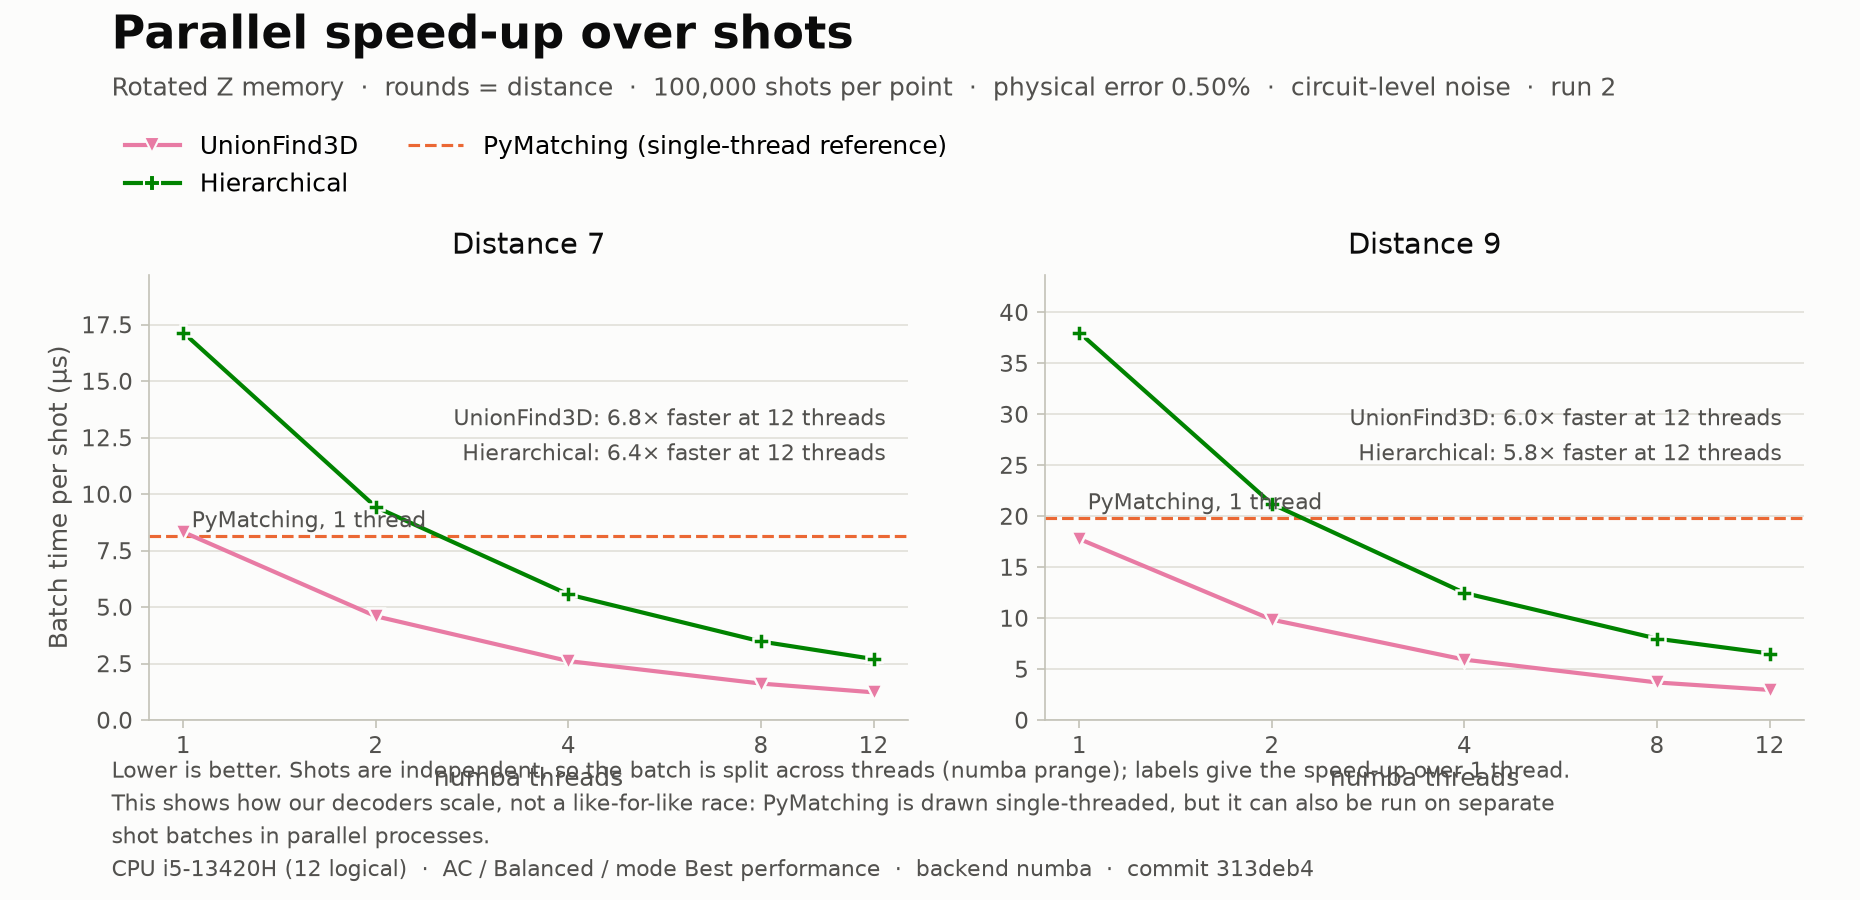 Parallel speed-up over shots
Rotated Z memory · rounds = distance · 100,000 shots per point · physical error 0.50% · circuit-level noise · run 2
UnionFind3D
PyMatching (single-thread reference)
Hierarchical
Distance 7
Batch time per shot (µs)
17.5
15.0
12.5
10.0
7.5
5.0
2.5
0.0
UnionFind3D: 6.8× faster at 12 threads
Hierarchical: 6.4× faster at 12 threads
PyMatching, 1 thread
1 2 4 8 12
numba threads
Distance 9
40
35
30
25
20
15
10
5
0
UnionFind3D: 6.0× faster at 12 threads
Hierarchical: 5.8× faster at 12 threads
PyMatching, 1 thread
1 2 4 8 12
numba threads
Lower is better. Shots are independent, so the batch is split across threads (numba prange); labels give the speed-up over 1 thread.
This shows how our decoders scale, not a like-for-like race: PyMatching is drawn single-threaded, but it can also be run on separate
shot batches in parallel processes.
CPU i5-13420H (12 logical) · AC / Balanced / mode Best performance · backend numba · commit 313deb4